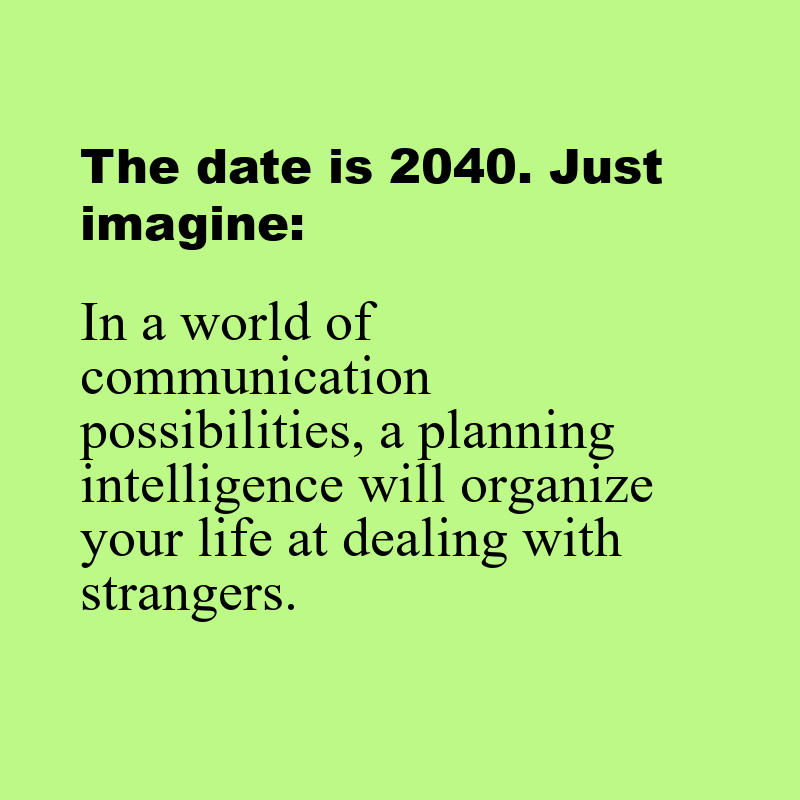 The date is 2040. Just
imagine:
In a world of
communication
possibilities, a planning
intelligence will organize
your life at dealing with
strangers.